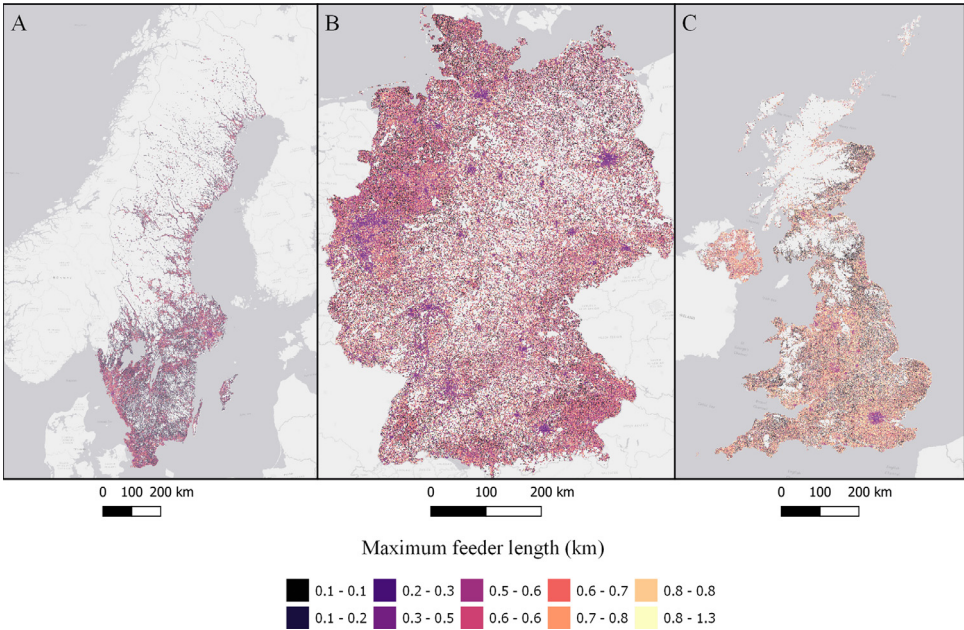 A
B
C
0 100 200 km
0 100 200 km
0 100 200 km
Maximum feeder length (km)
0.1 - 0.1
0.2 - 0.3
0.5 - 0.6
0.6 - 0.7
0.8 - 0.8
0.1 - 0.2
0.3 - 0.5
0.6 - 0.6
0.7 - 0.8
0.8 - 1.3